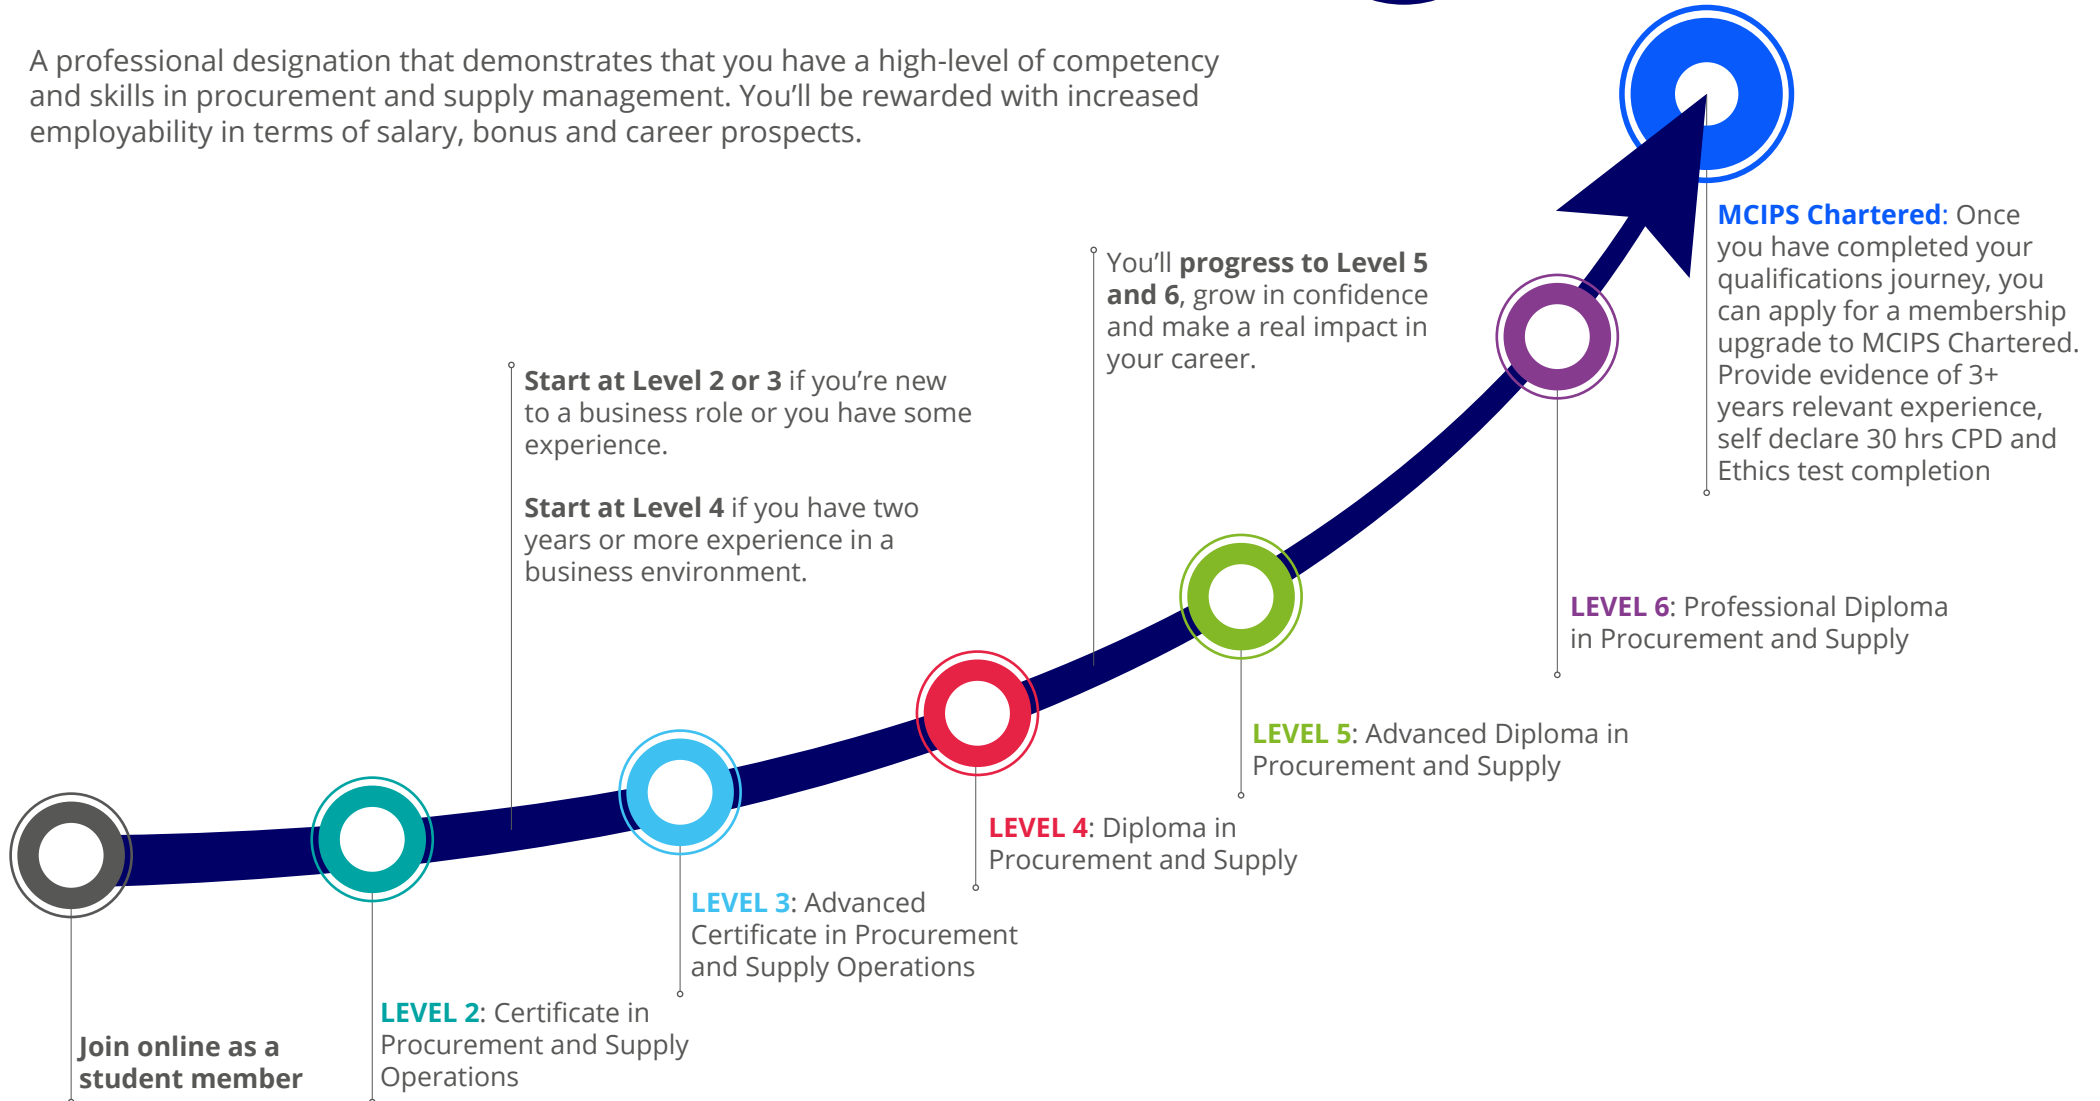 A professional designation that demonstrates that you have a high-level of competency
and skills in procurement and supply management. You’ll be rewarded with increased
employability in terms of salary, bonus and career prospects.
MCIPS Chartered: Once
you have completed your
qualifications journey, you
can apply for a membership
upgrade to MCIPS Chartered.
Provide evidence of 3+
years relevant experience,
self declare 30 hrs CPD and
Ethics test completion
You’ll progress to Level 5
and 6, grow in confidence
and make a real impact in
your career.
Start at Level 2 or 3 if you’re new
to a business role or you have some
experience.
Start at Level 4 if you have two
years or more experience in a
business environment.
LEVEL 6: Professional Diploma
in Procurement and Supply
LEVEL 5: Advanced Diploma in
Procurement and Supply
LEVEL 4: Diploma in
Procurement and Supply
LEVEL 3: Advanced
Certificate in Procurement
and Supply Operations
LEVEL 2: Certificate in
Procurement and Supply
Operations
Join online as a
student member